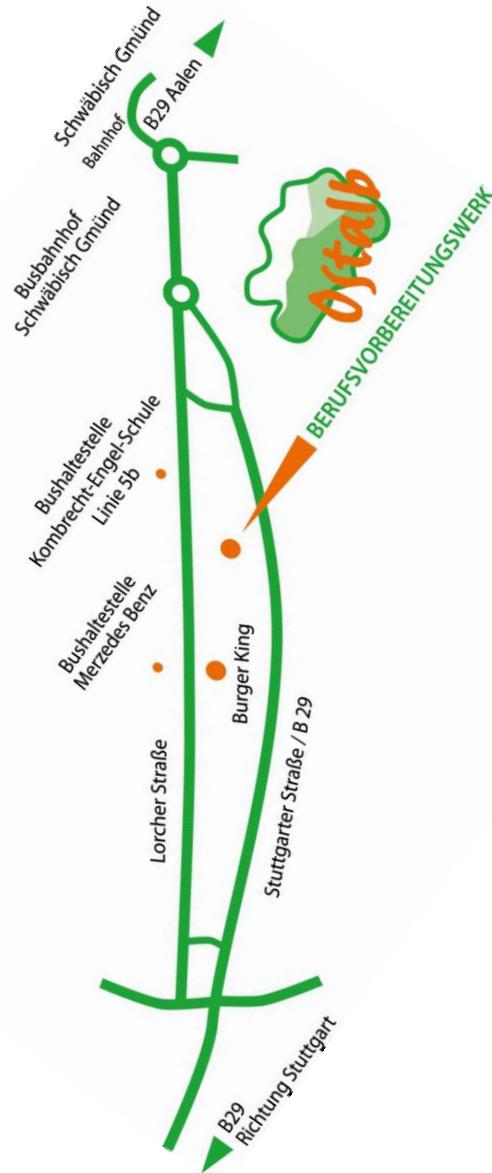 Schwäbisch Gmünd
Bahnhof
B29 Aalen
Busbahnhof
Schwäbisch Gmünd
Ostalb
BERUFSVORBEREITUNGSWERK
Bushaltestelle
Kombrecht-Engel-Schule
Linie 5b
Bushaltestelle
Merzedes Benz
Burger King
Lorcher Straße
Stuttgarter Straße / B 29
B29
Richtung Stuttgart